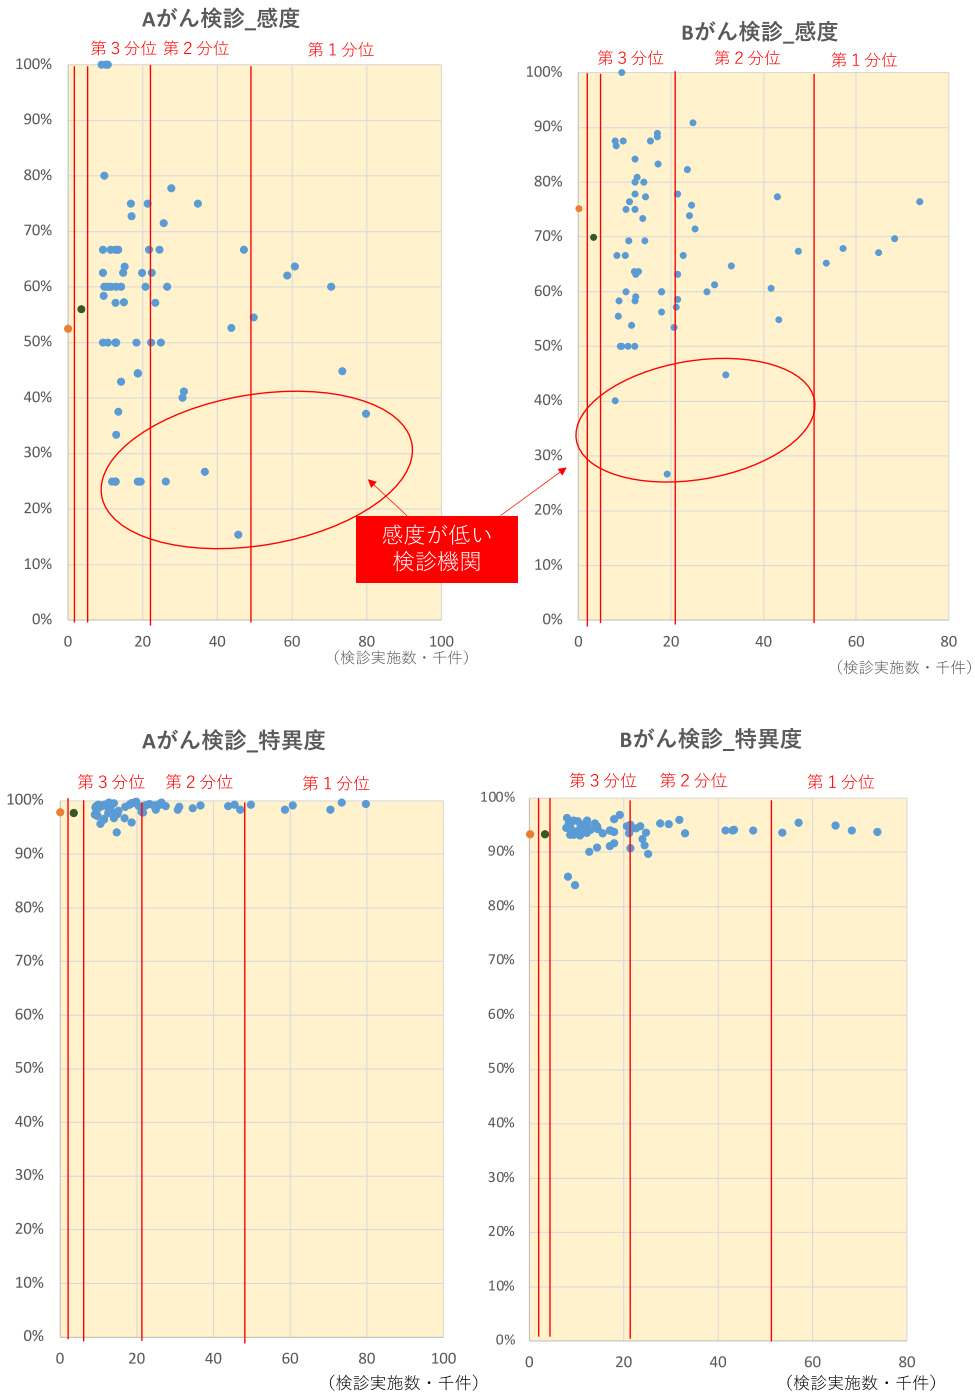 Aがん検診_感度
第３分位 第２分位 第１分位
100%
90%
80%
70%
60%
50%
40%
30%
20%
10%
0%
0 20 40 60 80 100
（検診実施数・千件）
Bがん検診_感度
第３分位 第２分位 第１分位
100%
90%
80%
70%
60%
50%
40%
30%
20%
10%
0%
0 20 40 60 80
（検診実施数・千件）
感度が低い
検診機関
Aがん検診_特異度
第３分位 第２分位 第１分位
100%
90%
80%
70%
60%
50%
40%
30%
20%
10%
0%
0 20 40 60 80 100
（検診実施数・千件）
Bがん検診_特異度
第３分位 第２分位 第１分位
100%
90%
80%
70%
60%
50%
40%
30%
20%
10%
0%
0 20 40 60 80
（検診実施数・千件）